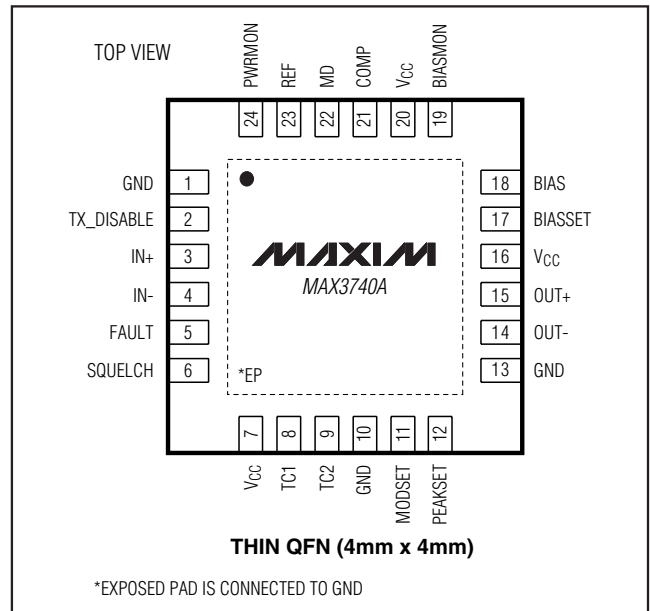 TOP VIEW
PWRMON
REF
MD
COMP
VCC
BIASMON
24
23
22
21
20
19
GND 1
TX_DISABLE 2
IN+ 3
IN- 4
FAULT 5
SQUELCH 6
MAXIM
MAX3740A
*EP
18 BIAS
17 BIASSET
16 VCC
15 OUT+
14 OUT-
13 GND
7
8
9
10
11
12
VCC
TC1
TC2
GND
MODSET
PEAKSET
THIN QFN (4mm x 4mm)
*EXPOSED PAD IS CONNECTED TO GND